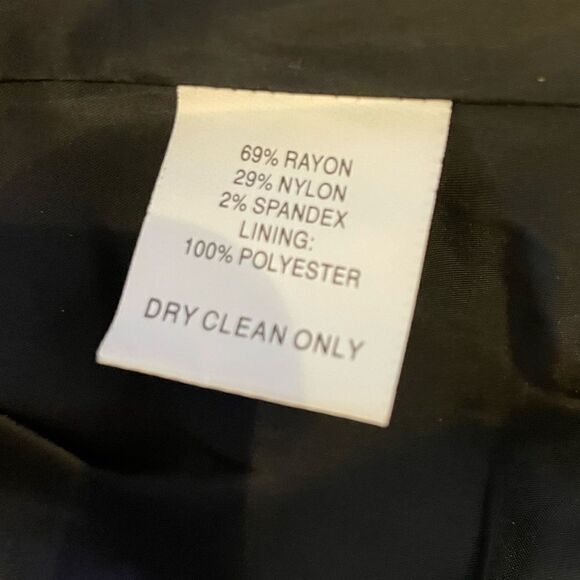 69% RAYON
29% NYLON
2% SPANDEX
LINING:
100% POLYESTER
DRY CLEAN ONLY